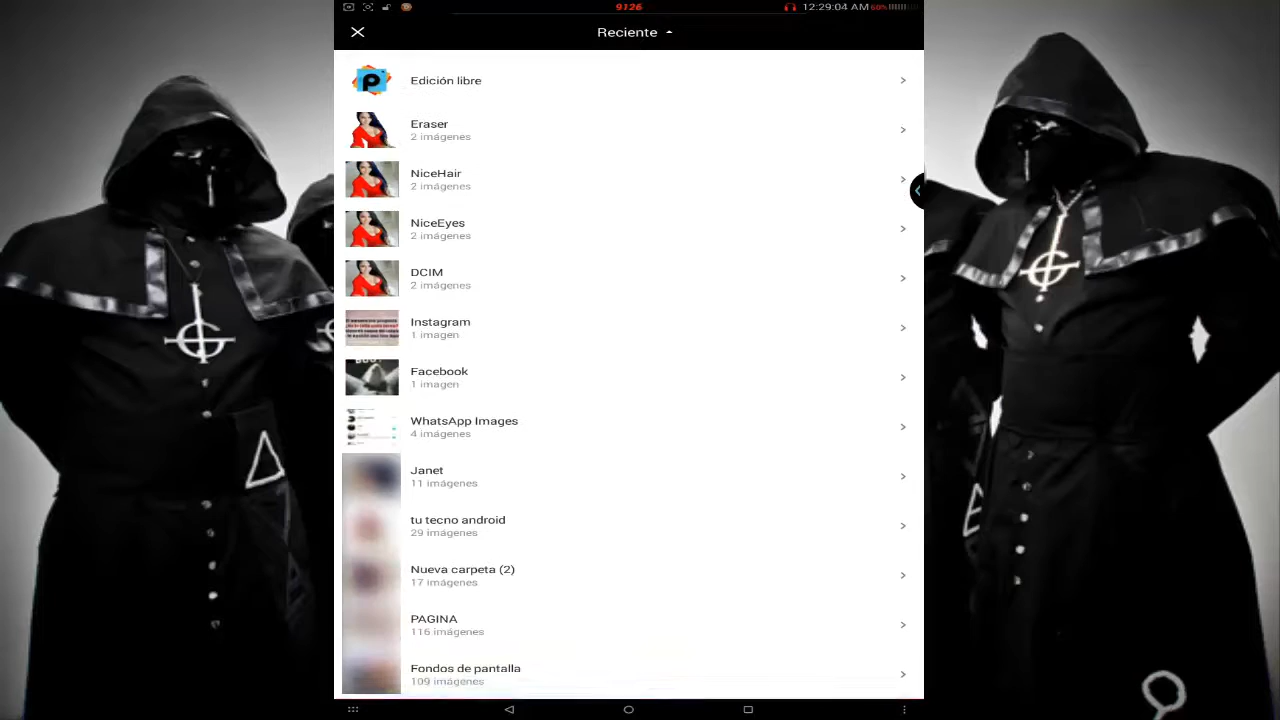 9126
12:29:04 AM 60%
Reciente
Edición libre
Eraser
2 imágenes
NiceHair
2 imágenes
NiceEyes
2 imágenes
DCIM
2 imágenes
Instagram
1 imagen
Facebook
1 imagen
WhatsApp Images
4 imágenes
Janet
11 imágenes
tu tecno android
29 imágenes
Nueva carpeta (2)
17 imágenes
PAGINA
116 imágenes
Fondos de pantalla
109 imágenes